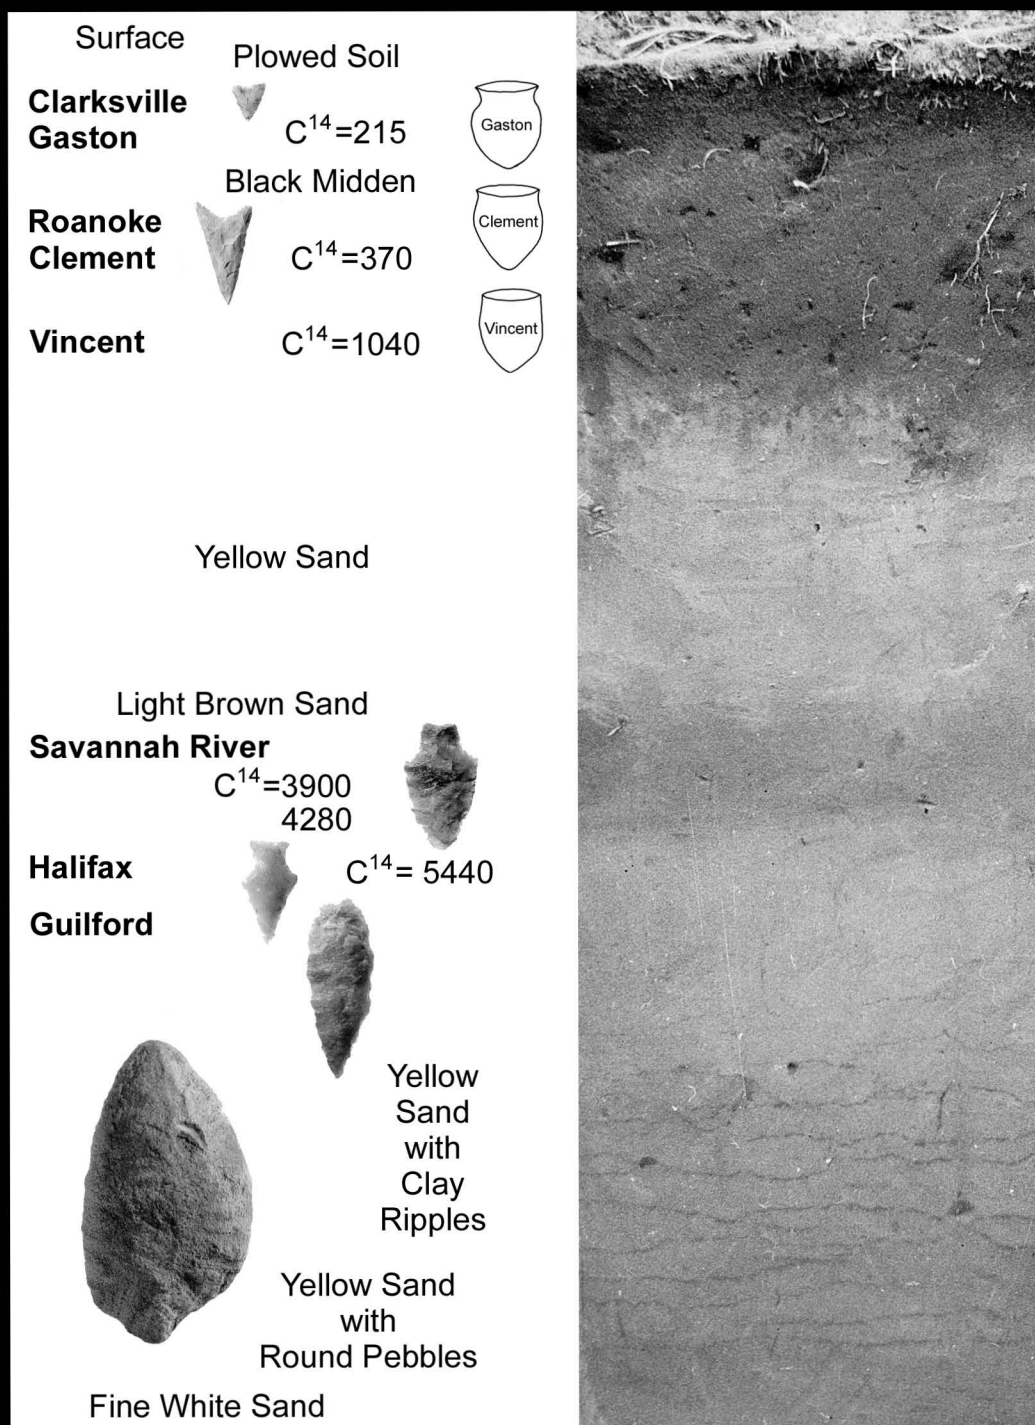 Surface
Plowed Soil
Clarksville
Gaston
C¹⁴=215
Gaston
Black Midden
Roanoke
Clement
C¹⁴=370
Clement
Vincent
C¹⁴=1040
Vincent
Yellow Sand
Light Brown Sand
Savannah River
C¹⁴=3900
4280
Halifax
C¹⁴= 5440
Guilford
Yellow
Sand
with
Clay
Ripples
Yellow Sand
with
Round Pebbles
Fine White Sand